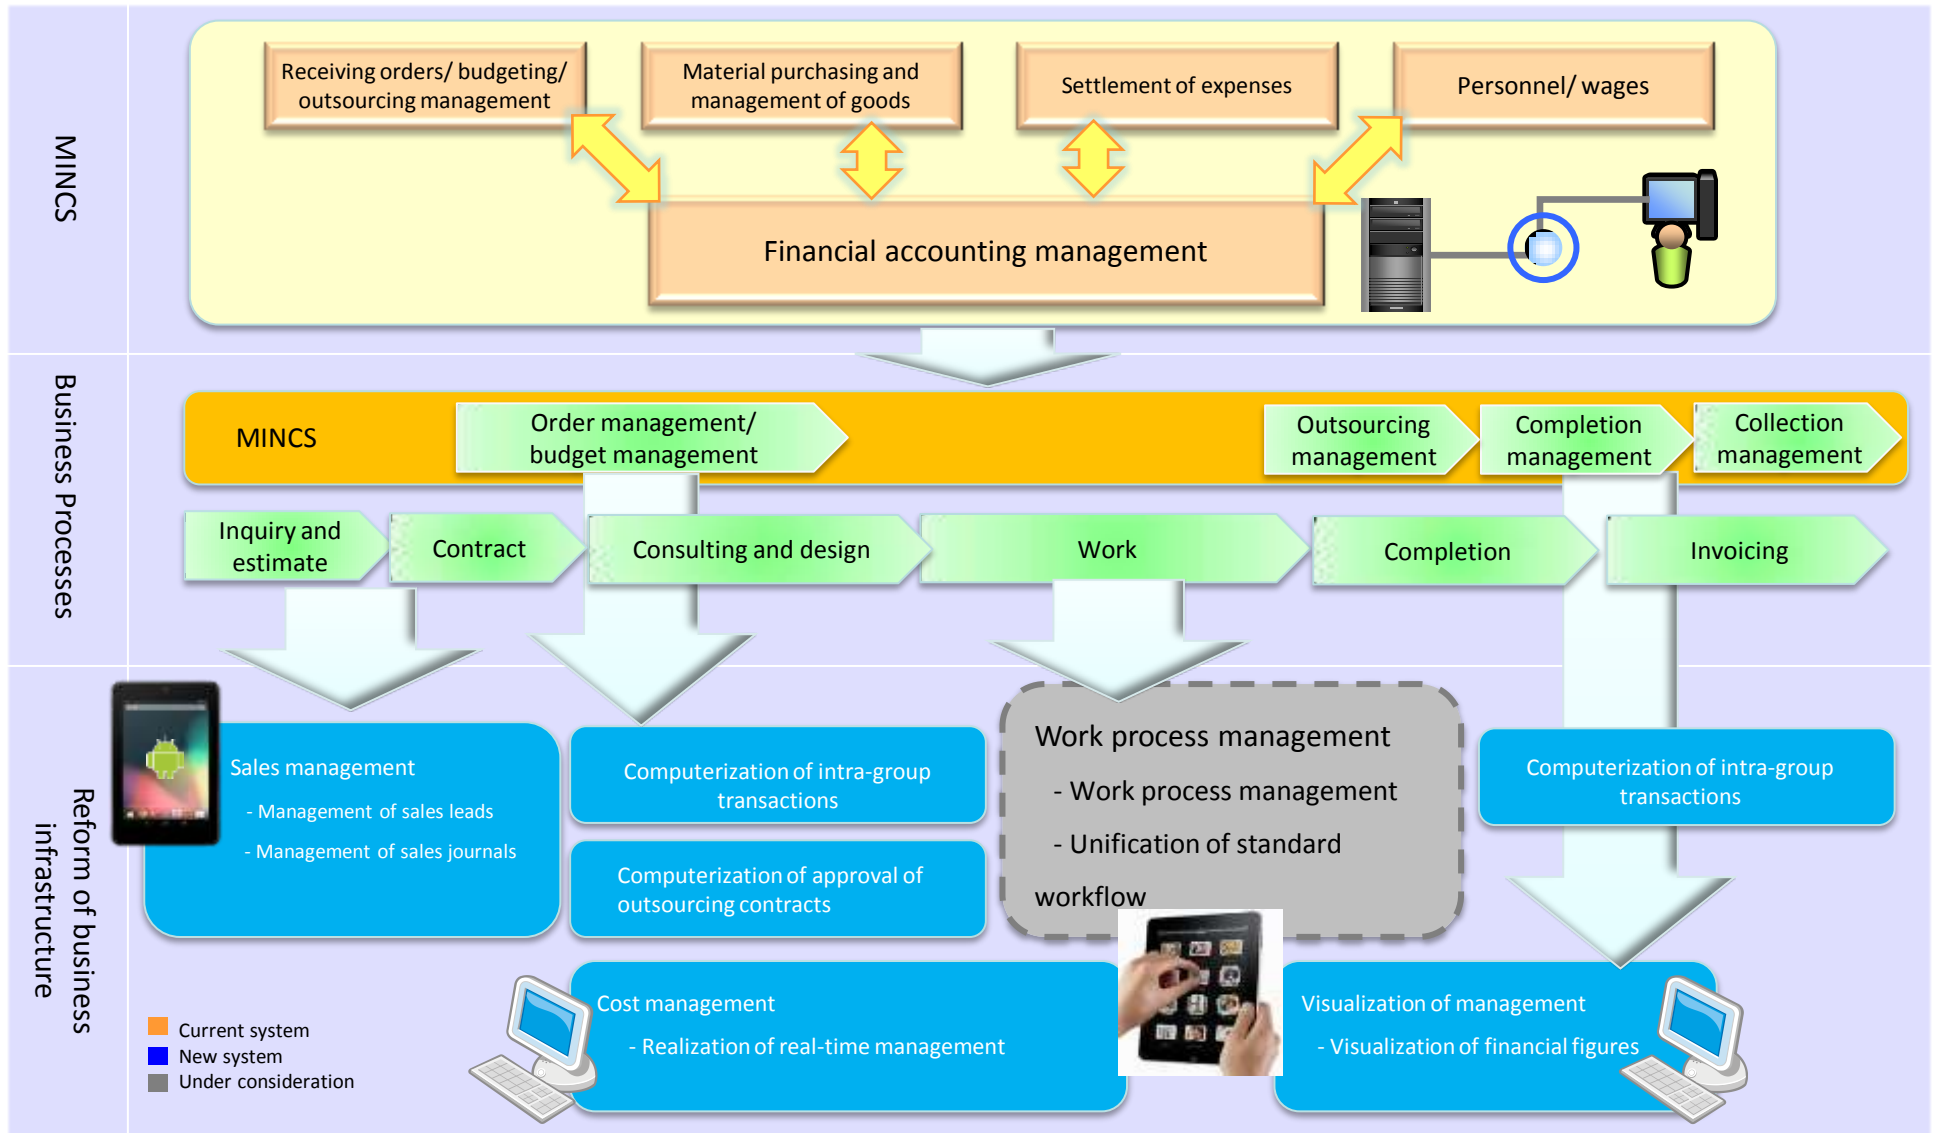 MINCS
Receiving orders/ budgeting/
outsourcing management
Material purchasing and
management of goods
Settlement of expenses
Personnel/ wages
Financial accounting management
Business Processes
MINCS
Order management/
budget management
Outsourcing
management
Completion
management
Collection
management
Inquiry and
estimate
Contract
Consulting and design
Work
Completion
Invoicing
Reform of business
infrastructure
Sales management
- Management of sales leads
- Management of sales journals
Computerization of intra-group
transactions
Computerization of approval of
outsourcing contracts
Work process management
- Work process management
- Unification of standard
workflow
Computerization of intra-group
transactions
Cost management
- Realization of real-time management
Visualization of management
- Visualization of financial figures
Current system
New system
Under consideration